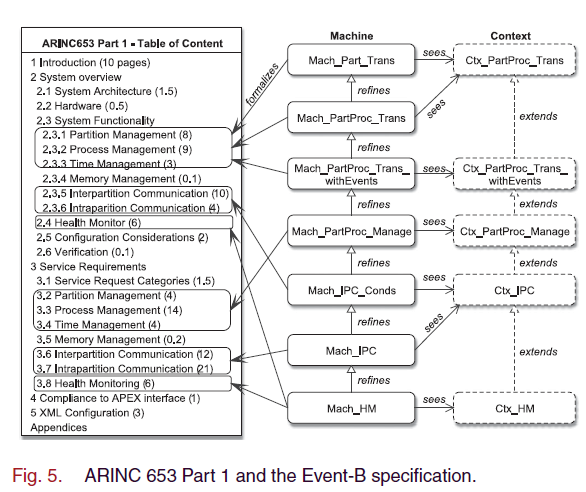 ARINC653 Part 1 - Table of Content
1 Introduction (10 pages)
2 System overview
2.1 System Architecture (1.5)
2.2 Hardware (0.5)
2.3 System Functionality
2.3.1 Partition Management (8)
2.3.2 Process Management (9)
2.3.3 Time Management (3)
2.3.4 Memory Management (0.1)
2.3.5 Interpartition Communication (10)
2.3.6 Intrapartition Communication (4)
2.4 Health Monitor (6)
2.5 Configuration Considerations (2)
2.6 Verification (0.1)
3 Service Requirements
3.1 Service Request Categories (1.5)
3.2 Partition Management (4)
3.3 Process Management (14)
3.4 Time Management (4)
3.5 Memory Management (0.2)
3.6 Interpartition Communication (12)
3.7 Intrapartition Communication (21)
3.8 Health Monitoring (6)
4 Compliance to APEX interface (1)
5 XML Configuration (3)
Appendices
formalizes
Machine
Context
Mach_Part_Trans
sees
Ctx_PartProc_Trans
refines
Mach_PartProc_Trans
sees
extends
refines
Mach_PartProc_Trans_
withEvents
sees
Ctx_PartProc_Trans
_withEvents
refines
extends
Mach_PartProc_Manage
sees
Ctx_PartProc_Manage
refines
extends
Mach_IPC_Conds
sees
Ctx_IPC
refines
sees
Mach_IPC
extends
refines
Mach_HM
sees
Ctx_HM
Fig. 5. ARINC 653 Part 1 and the Event-B specification.